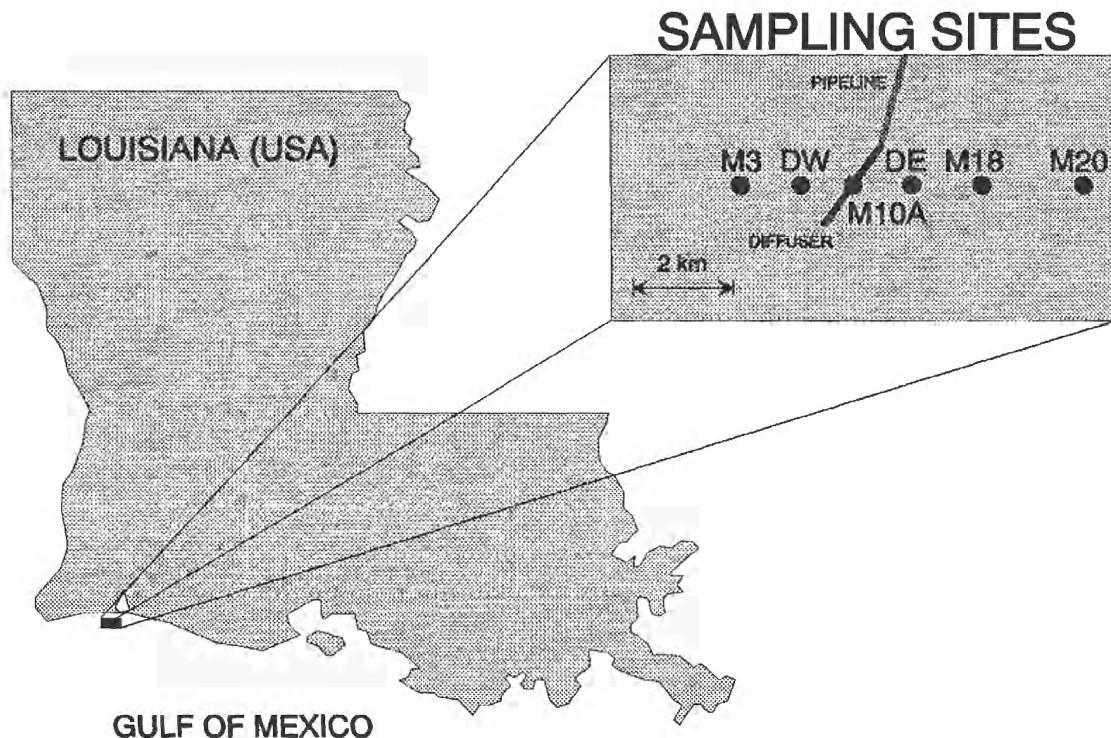 SAMPLING SITES
PIPELINE
LOUISIANA (USA)
M3 DW DE M18 M20
M10A
DIFFUSER
2 km
GULF OF MEXICO